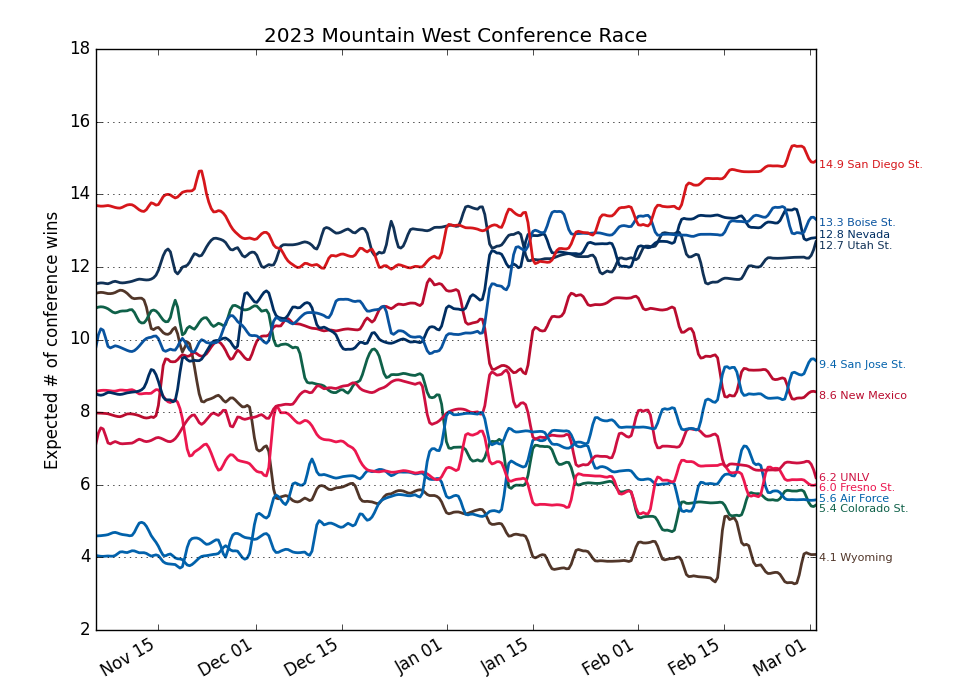 2023 Mountain West Conference Race
Expected # of conference wins
18
16
14
12
10
8
6
4
2
14.9 San Diego St.
13.3 Boise St.
12.8 Nevada
12.7 Utah St.
9.4 San Jose St.
8.6 New Mexico
6.2 UNLV
6.0 Fresno St.
5.6 Air Force
5.4 Colorado St.
4.1 Wyoming
Nov 15
Dec 01
Dec 15
Jan 01
Jan 15
Feb 01
Feb 15
Mar 01